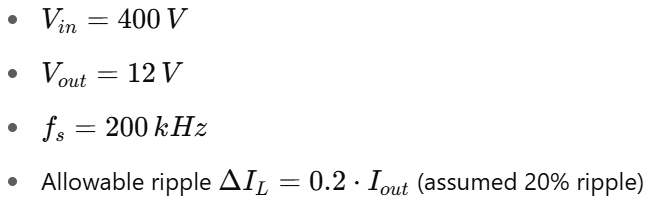 • V_in = 400 V
• V_out = 12 V
• f_s = 200 kHz
• Allowable ripple ΔI_L = 0.2 · I_out (assumed 20% ripple)